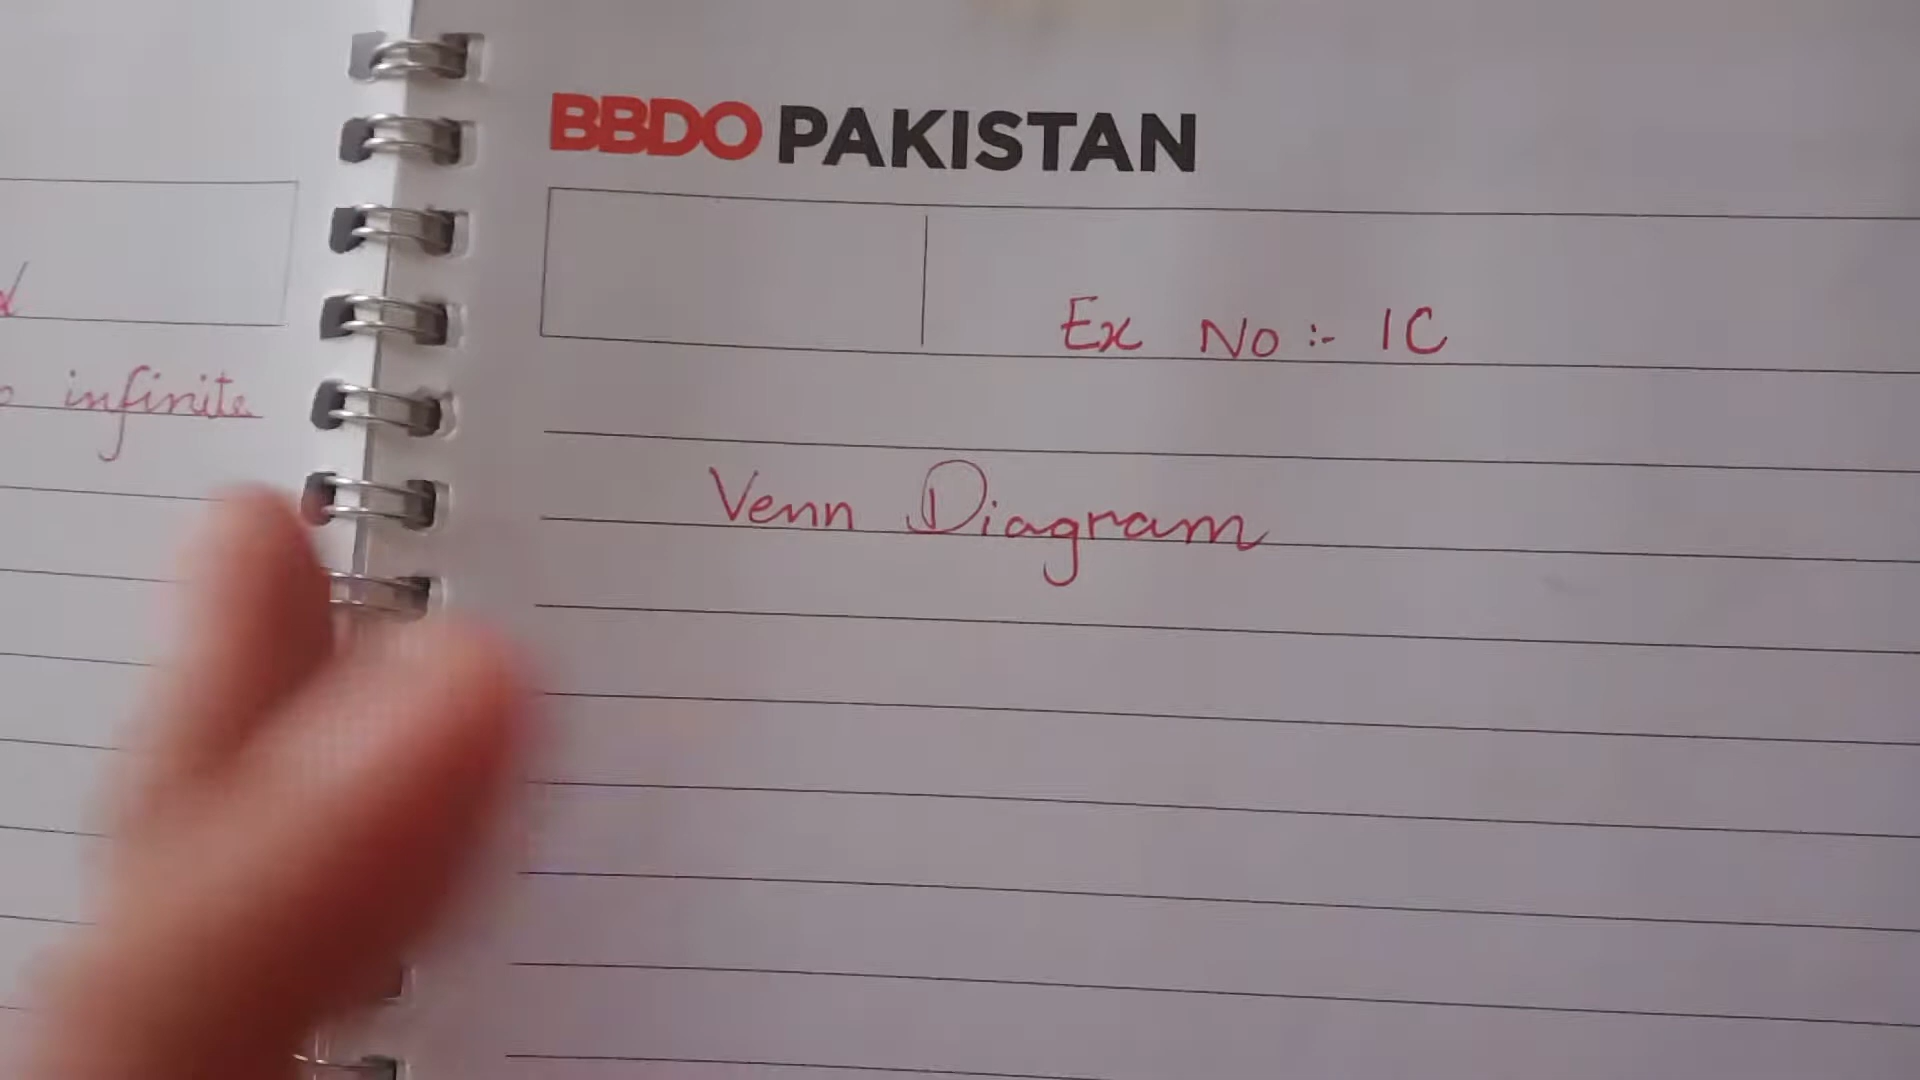 infinite
BBDO PAKISTAN
Ex No :- 1C
Venn Diagram